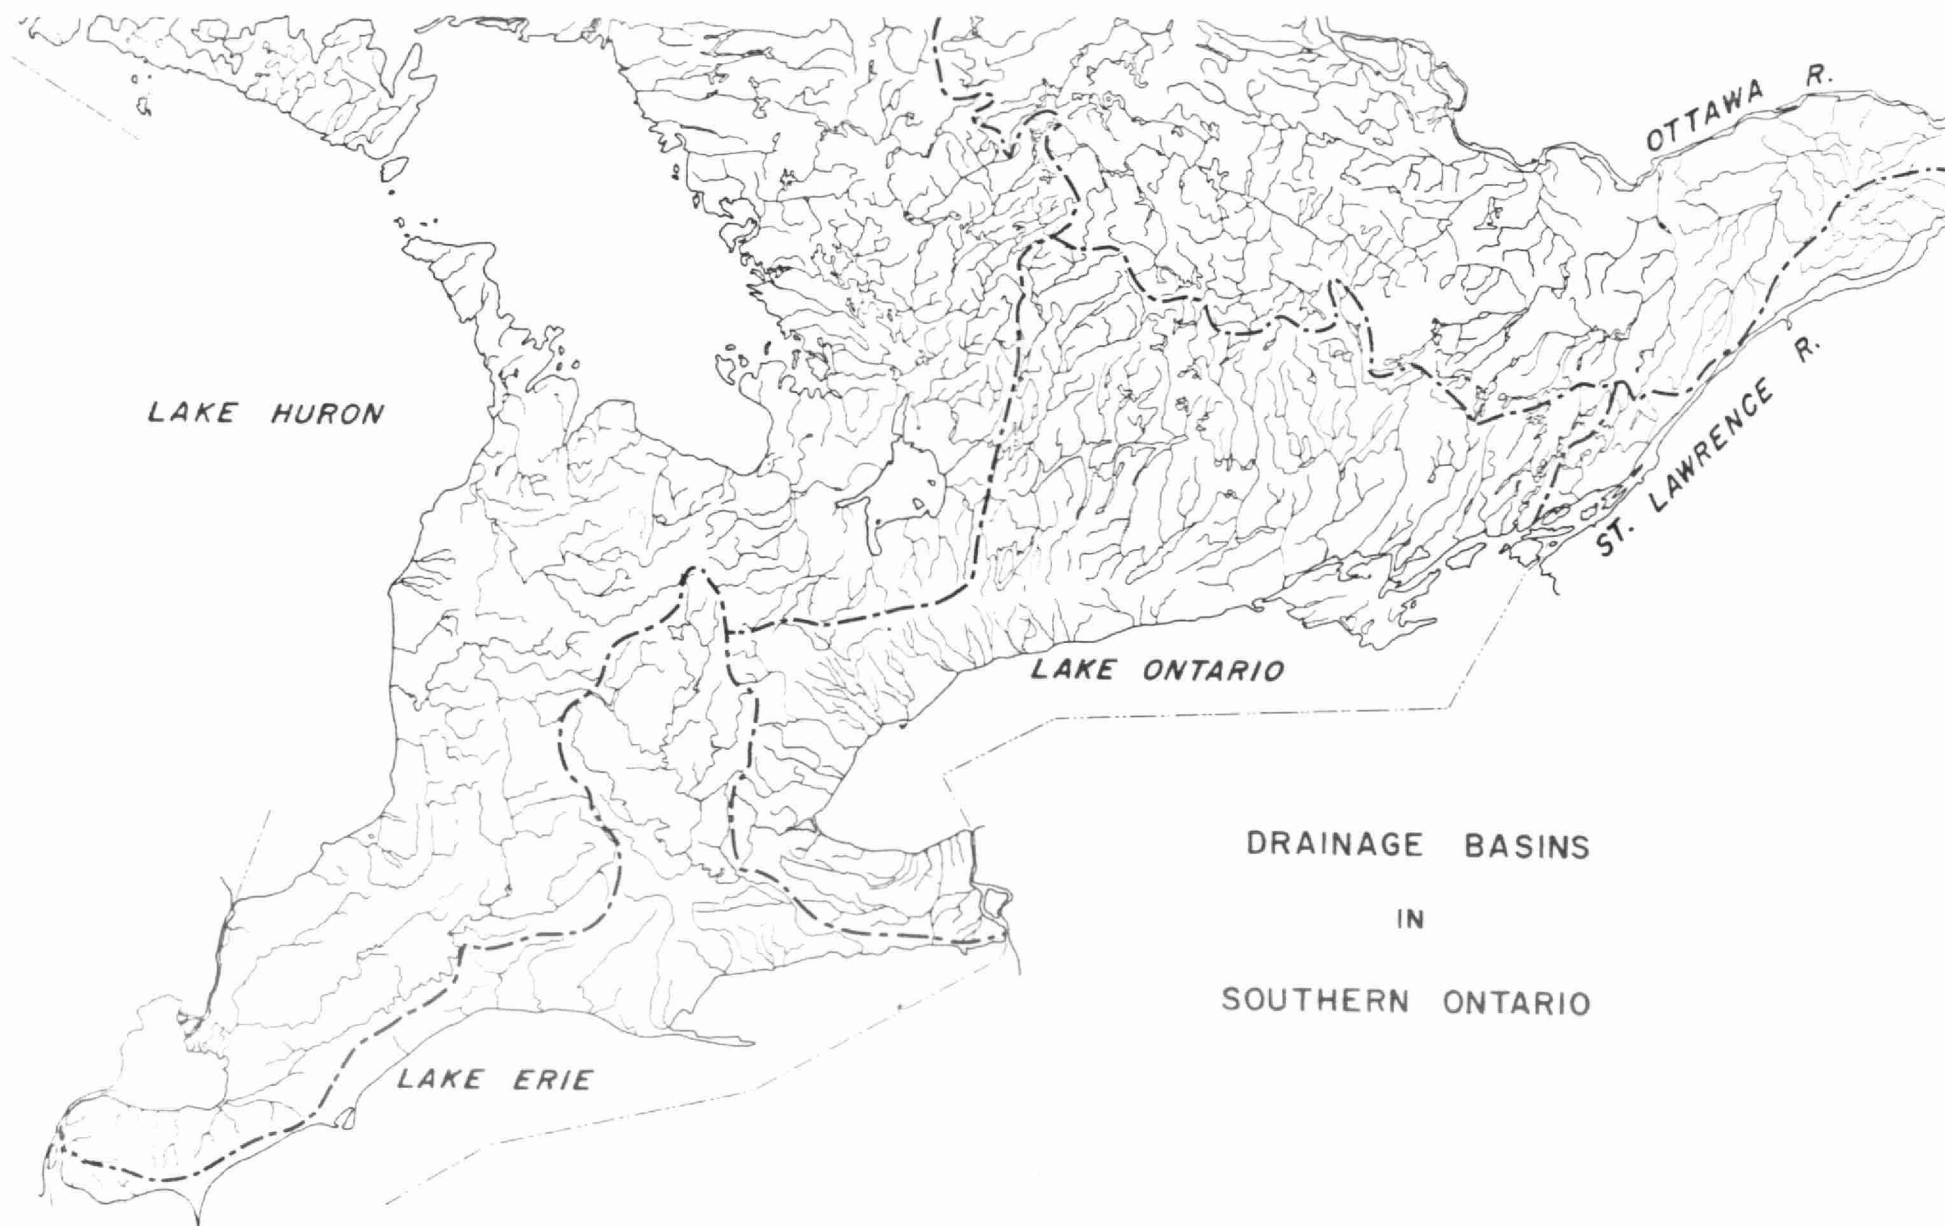 OTTAWA R.
ST. LAWRENCE R.
LAKE HURON
LAKE ONTARIO
LAKE ERIE
DRAINAGE BASINS
IN
SOUTHERN ONTARIO